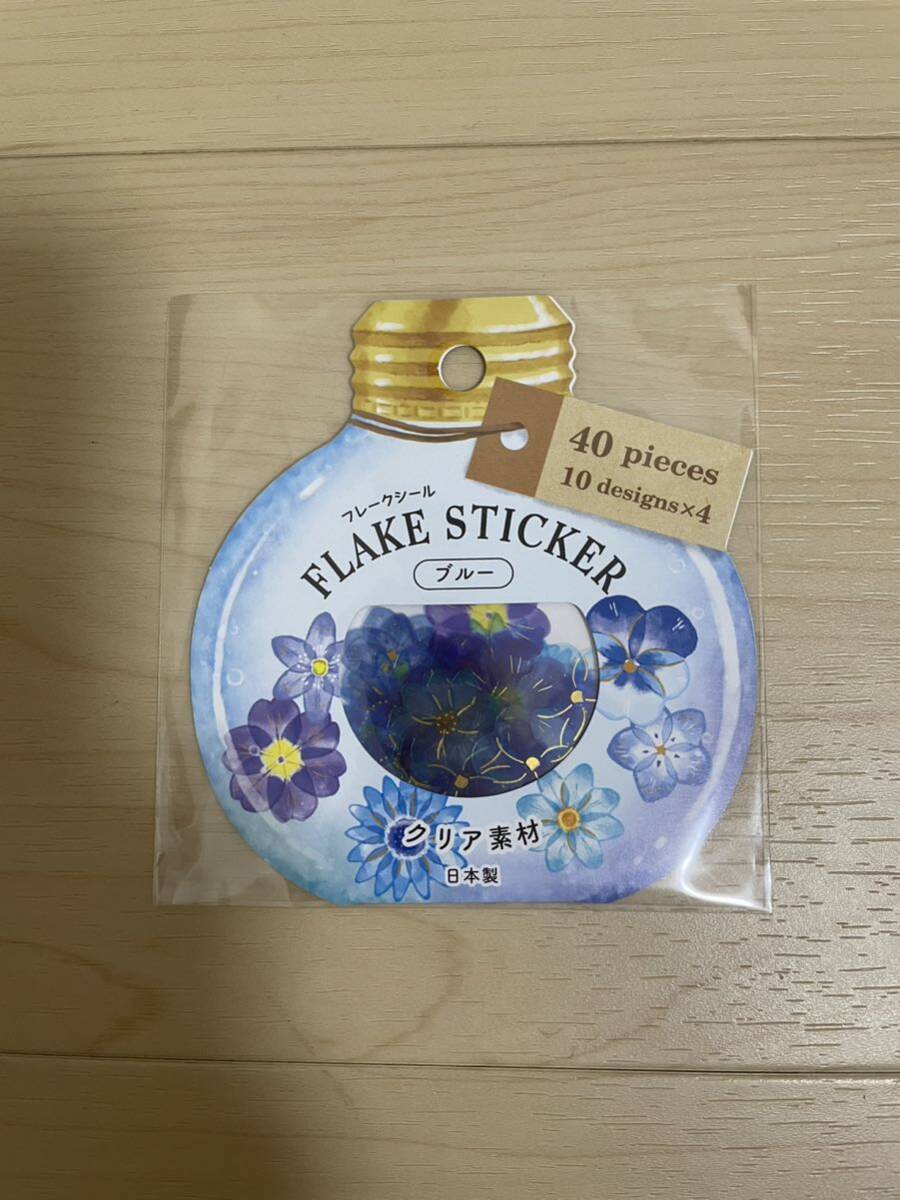 40 pieces
10 designs×4
フレークシール
FLAKE STICKER
ブルー
クリア素材
日本製